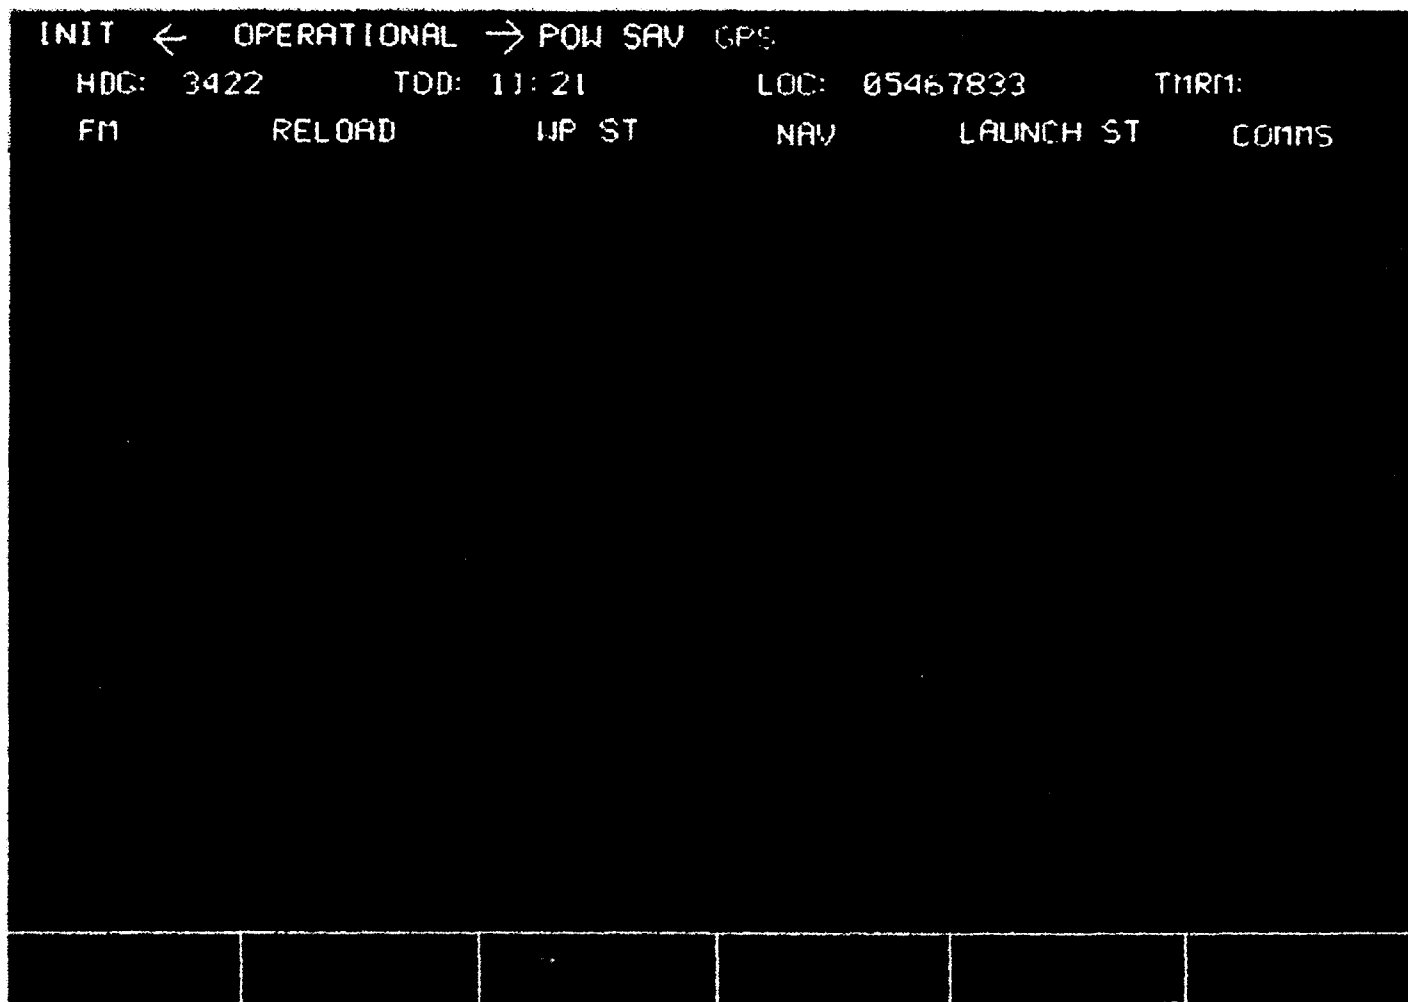 INIT ← OPERATIONAL → POW SAV GPS
HDG: 3422 TOD: 11:21 LOC: 05467833 TMRM:
FM RELOAD WP ST NAV LAUNCH ST COMMS